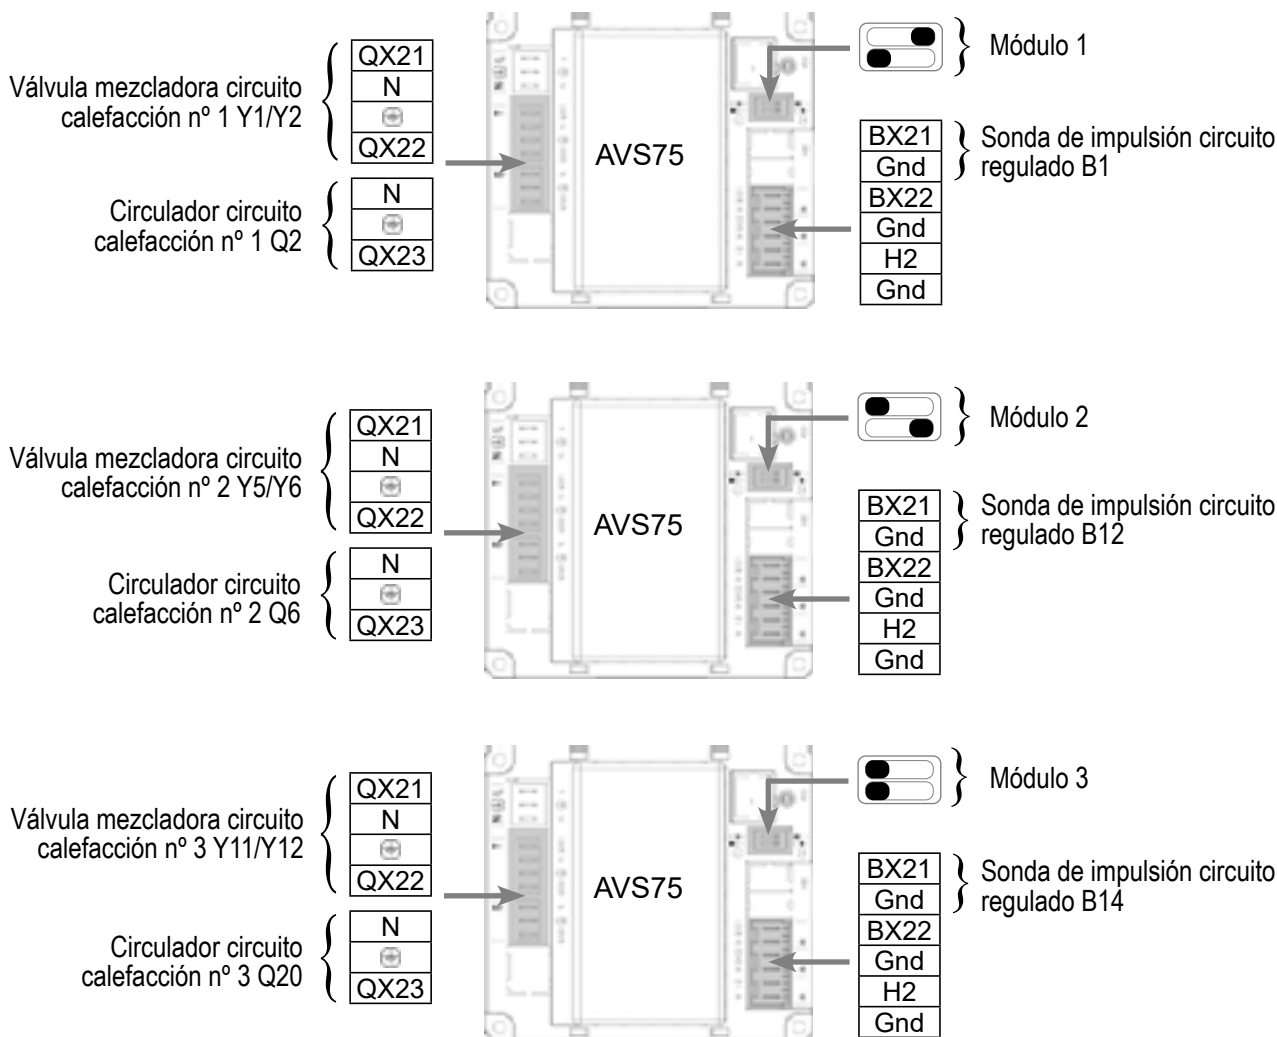 QX21
N
QX22
Válvula mezcladora circuito
calefacción nº 1 Y1/Y2
N
QX23
Circulador circuito
calefacción nº 1 Q2
AVS75
Módulo 1
BX21
Gnd
BX22
Gnd
H2
Gnd
Sonda de impulsión circuito
regulado B1
QX21
N
QX22
Válvula mezcladora circuito
calefacción nº 2 Y5/Y6
N
QX23
Circulador circuito
calefacción nº 2 Q6
AVS75
Módulo 2
BX21
Gnd
BX22
Gnd
H2
Gnd
Sonda de impulsión circuito
regulado B12
QX21
N
QX22
Válvula mezcladora circuito
calefacción nº 3 Y11/Y12
N
QX23
Circulador circuito
calefacción nº 3 Q20
AVS75
Módulo 3
BX21
Gnd
BX22
Gnd
H2
Gnd
Sonda de impulsión circuito
regulado B14